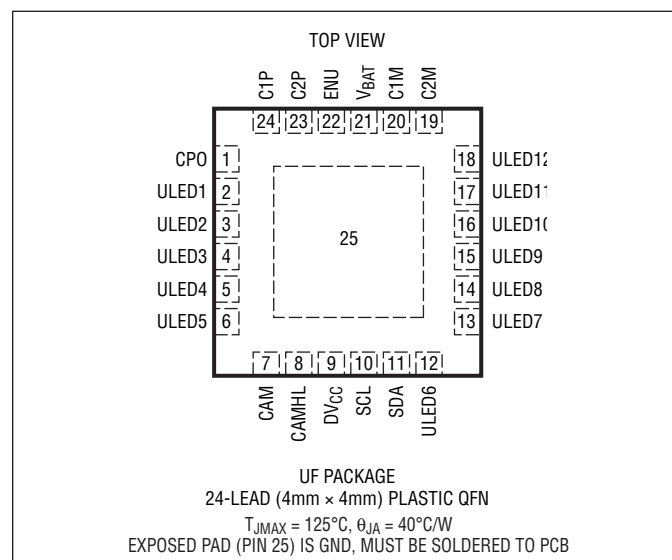 TOP VIEW
C1P C2P ENU VBAT C1M C2M
24 23 22 21 20 19
CPO 1
ULED1 2
ULED2 3
ULED3 4
ULED4 5
ULED5 6
25
18 ULED12
17 ULED11
16 ULED10
15 ULED9
14 ULED8
13 ULED7
7 8 9 10 11 12
CAM CAMHL DVCC SCL SDA ULED6
UF PACKAGE
24-LEAD (4mm × 4mm) PLASTIC QFN
TJMAX = 125°C, θJA = 40°C/W
EXPOSED PAD (PIN 25) IS GND, MUST BE SOLDERED TO PCB